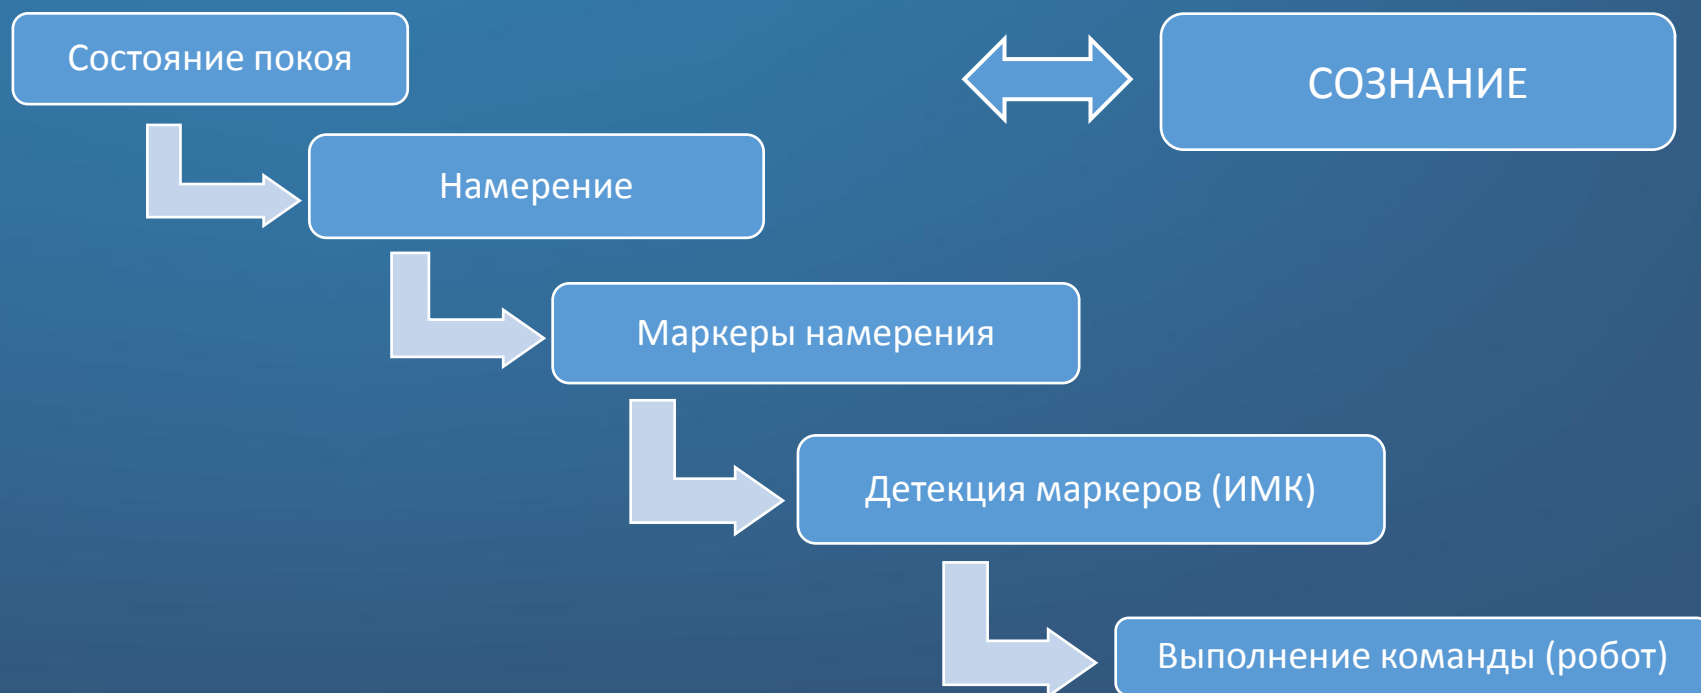 Состояние покоя
СОЗНАНИЕ
Намерение
Маркеры намерения
Детекция маркеров (ИМК)
Выполнение команды (робот)